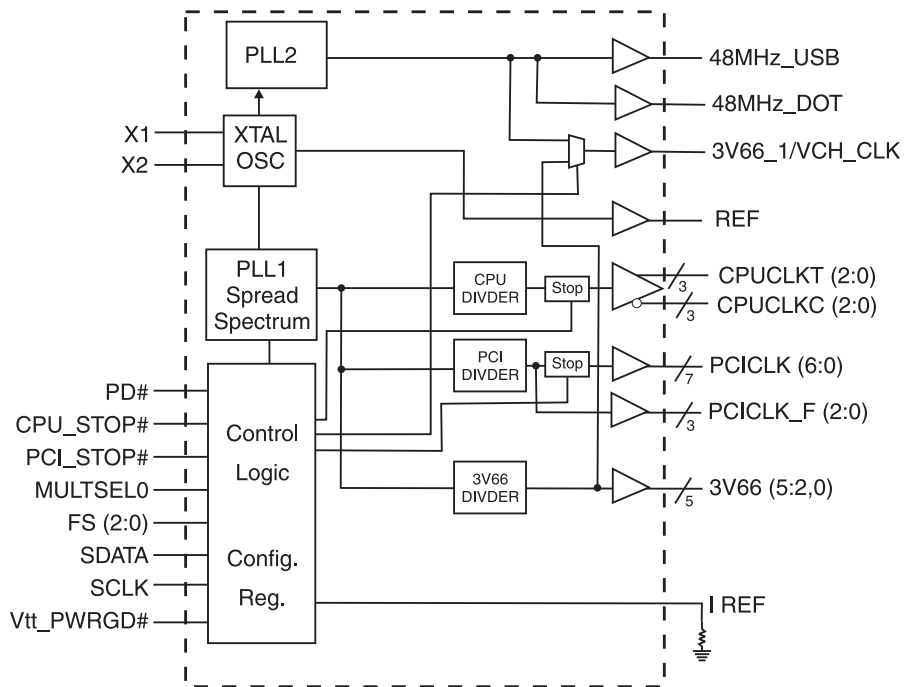 PLL2
48MHz_USB
48MHz_DOT
X1
X2
XTAL
OSC
3V66_1/VCH_CLK
REF
PLL1
Spread
Spectrum
CPU
DIVDER
Stop
3
CPUCLKT (2:0)
3
CPUCLKC (2:0)
PCI
DIVDER
Stop
7
PCICLK (6:0)
3
PCICLK_F (2:0)
PD#
CPU_STOP#
PCI_STOP#
MULTSEL0
FS (2:0)
SDATA
SCLK
Vtt_PWRGD#
Control
Logic
Config.
Reg.
3V66
DIVDER
5
3V66 (5:2,0)
I REF